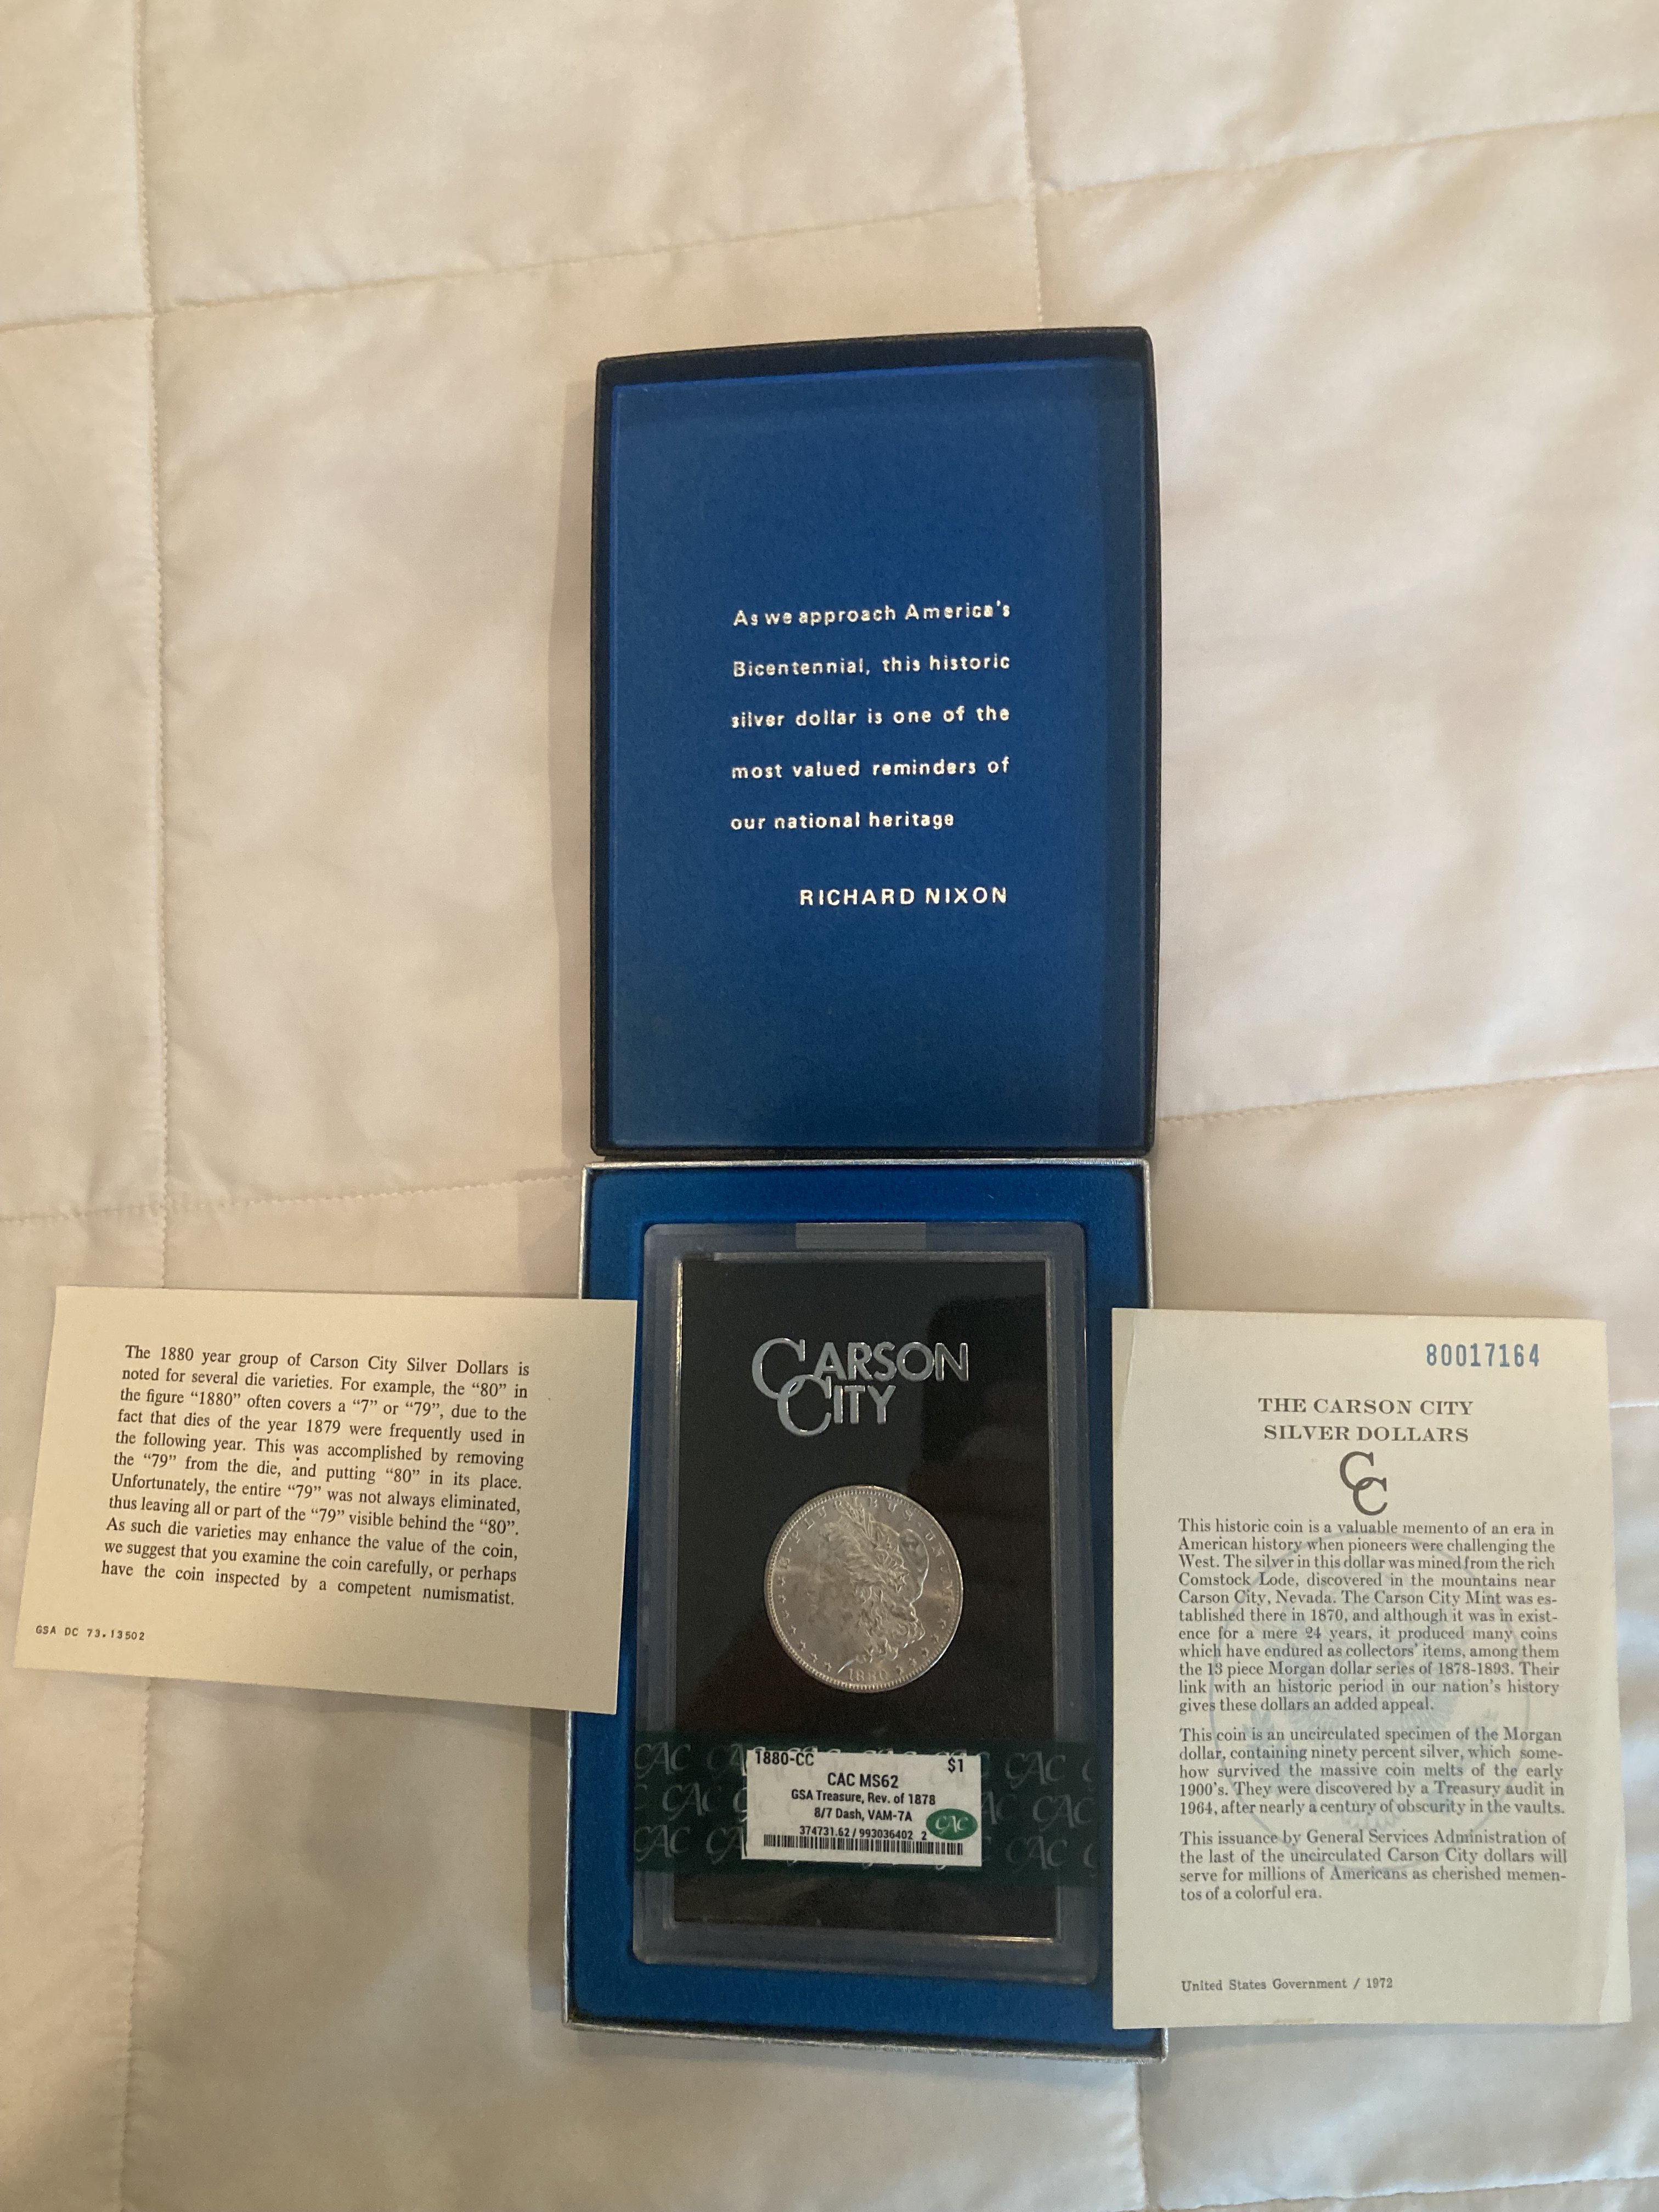 As we approach America's
Bicentennial, this historic
silver dollar is one of the
most valued reminders of
our national heritage
RICHARD NIXON
The 1880 year group of Carson City Silver Dollars is
noted for several die varieties. For example, the “80” in
the figure “1880” often covers a “7” or “79”, due to the
fact that dies of the year 1879 were frequently used in
the following year. This was accomplished by removing
the “79” from the die, and putting “80” in its place.
Unfortunately, the entire “79” was not always eliminated,
thus leaving all or part of the “79” visible behind the “80”.
As such die varieties may enhance the value of the coin,
we suggest that you examine the coin carefully, or perhaps
have the coin inspected by a competent numismatist.
GSA DC 73.13502
CARSON
CITY
1880
CAC
1880-CC $1
CAC MS62
GSA Treasure, Rev. of 1878
8/7 Dash, VAM-7A
374731.62 / 993036402 2
CAC
80017164
THE CARSON CITY
SILVER DOLLARS
CC
This historic coin is a valuable memento of an era in
American history when pioneers were challenging the
West. The silver in this dollar was mined from the rich
Comstock Lode, discovered in the mountains near
Carson City, Nevada. The Carson City Mint was es-
tablished there in 1870, and although it was in exist-
ence for a mere 24 years, it produced many coins
which have endured as collectors' items, among them
the 13 piece Morgan dollar series of 1878-1893. Their
link with an historic period in our nation's history
gives these dollars an added appeal.
This coin is an uncirculated specimen of the Morgan
dollar, containing ninety percent silver, which some-
how survived the massive coin melts of the early
1900's. They were discovered by a Treasury audit in
1964, after nearly a century of obscurity in the vaults.
This issuance by General Services Administration of
the last of the uncirculated Carson City dollars will
serve for millions of Americans as cherished memen-
tos of a colorful era.
United States Government / 1972